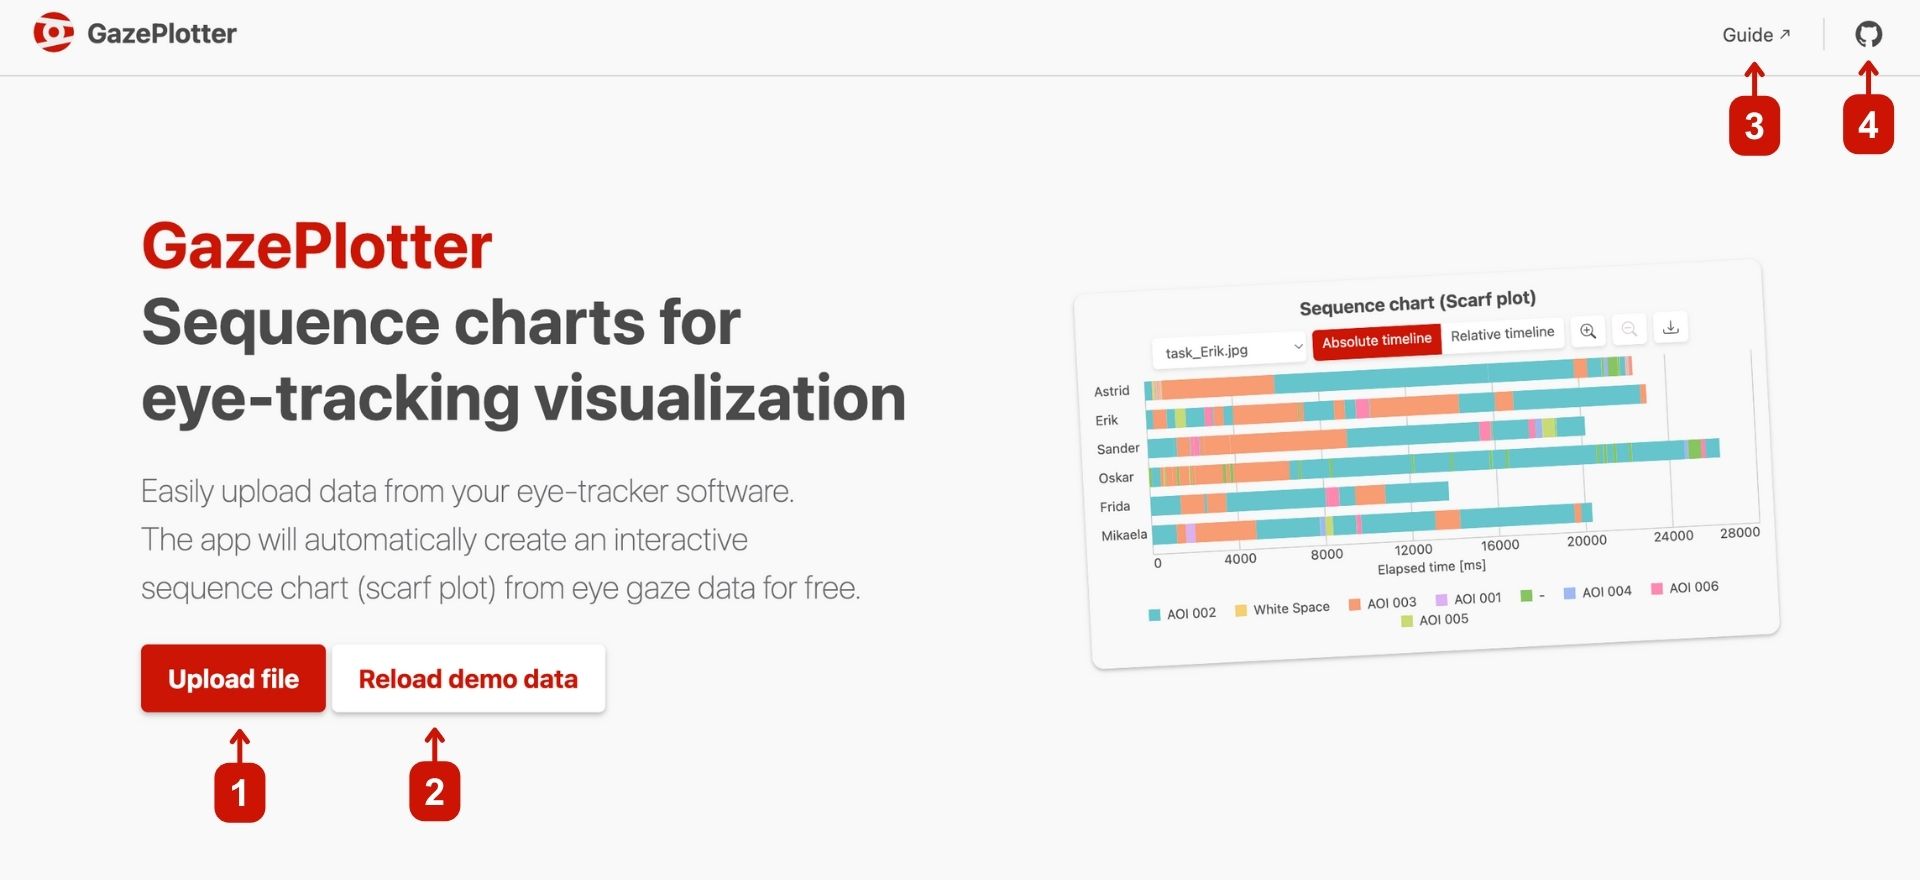 GazePlotter
Guide ↗
3
4
GazePlotter
Sequence charts for
eye-tracking visualization
Easily upload data from your eye-tracker software.
The app will automatically create an interactive
sequence chart (scarf plot) from eye gaze data for free.
Upload file
Reload demo data
1
2
Sequence chart (Scarf plot)
task_Erik.jpg
Absolute timeline
Relative timeline
Astrid
Erik
Sander
Oskar
Frida
Mikaela
0 4000 8000 12000 16000 20000 24000 28000
Elapsed time [ms]
AOI 002 White Space AOI 003 AOI 001 - AOI 004 AOI 006
AOI 005